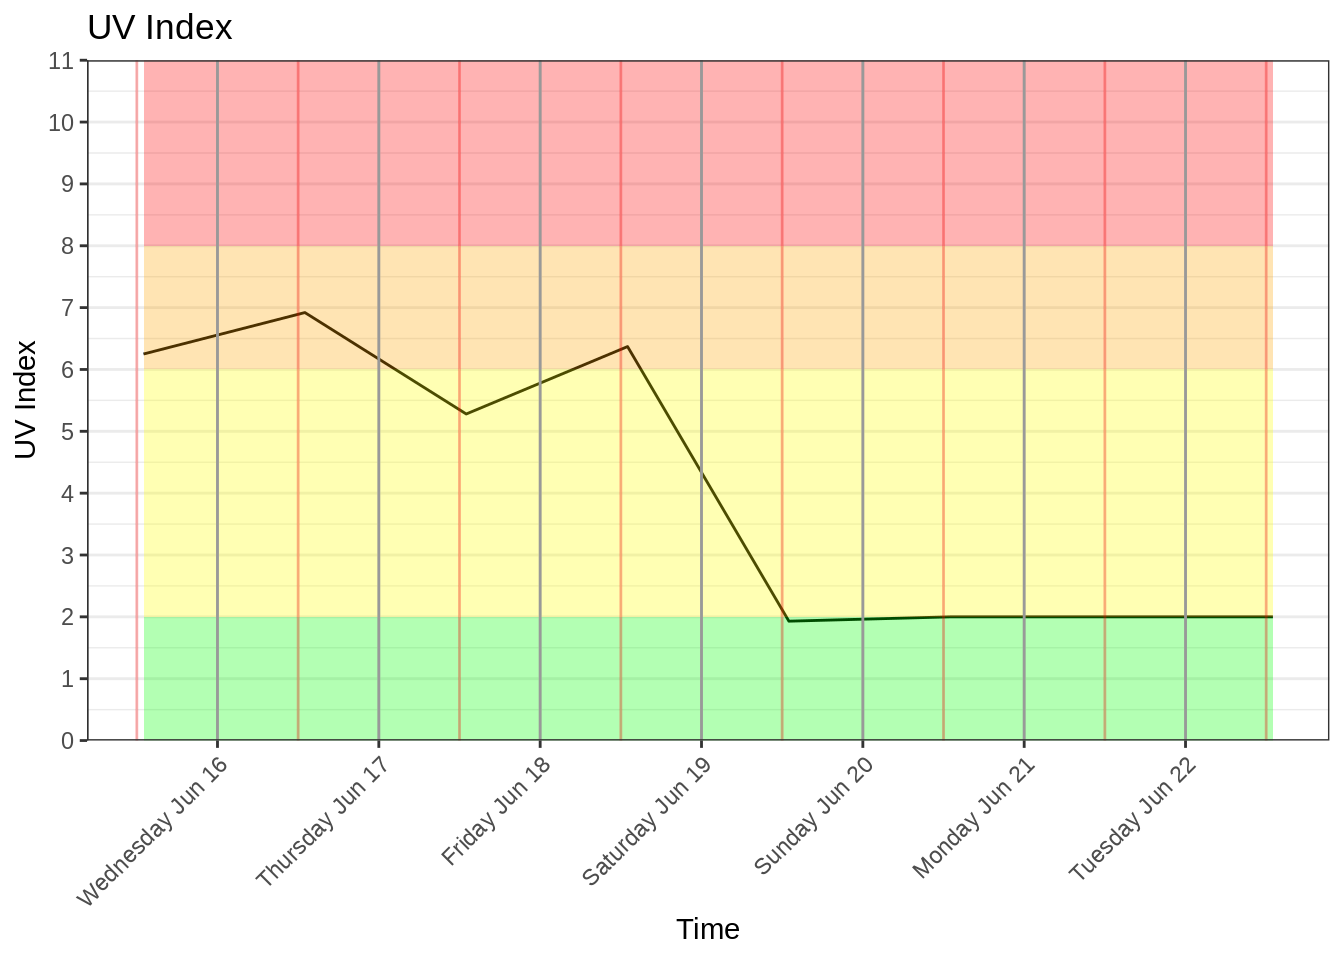 UV Index
11
10
9
8
7
6
5
4
3
2
1
0
UV Index
Wednesday Jun 16
Thursday Jun 17
Friday Jun 18
Saturday Jun 19
Sunday Jun 20
Monday Jun 21
Tuesday Jun 22
Time